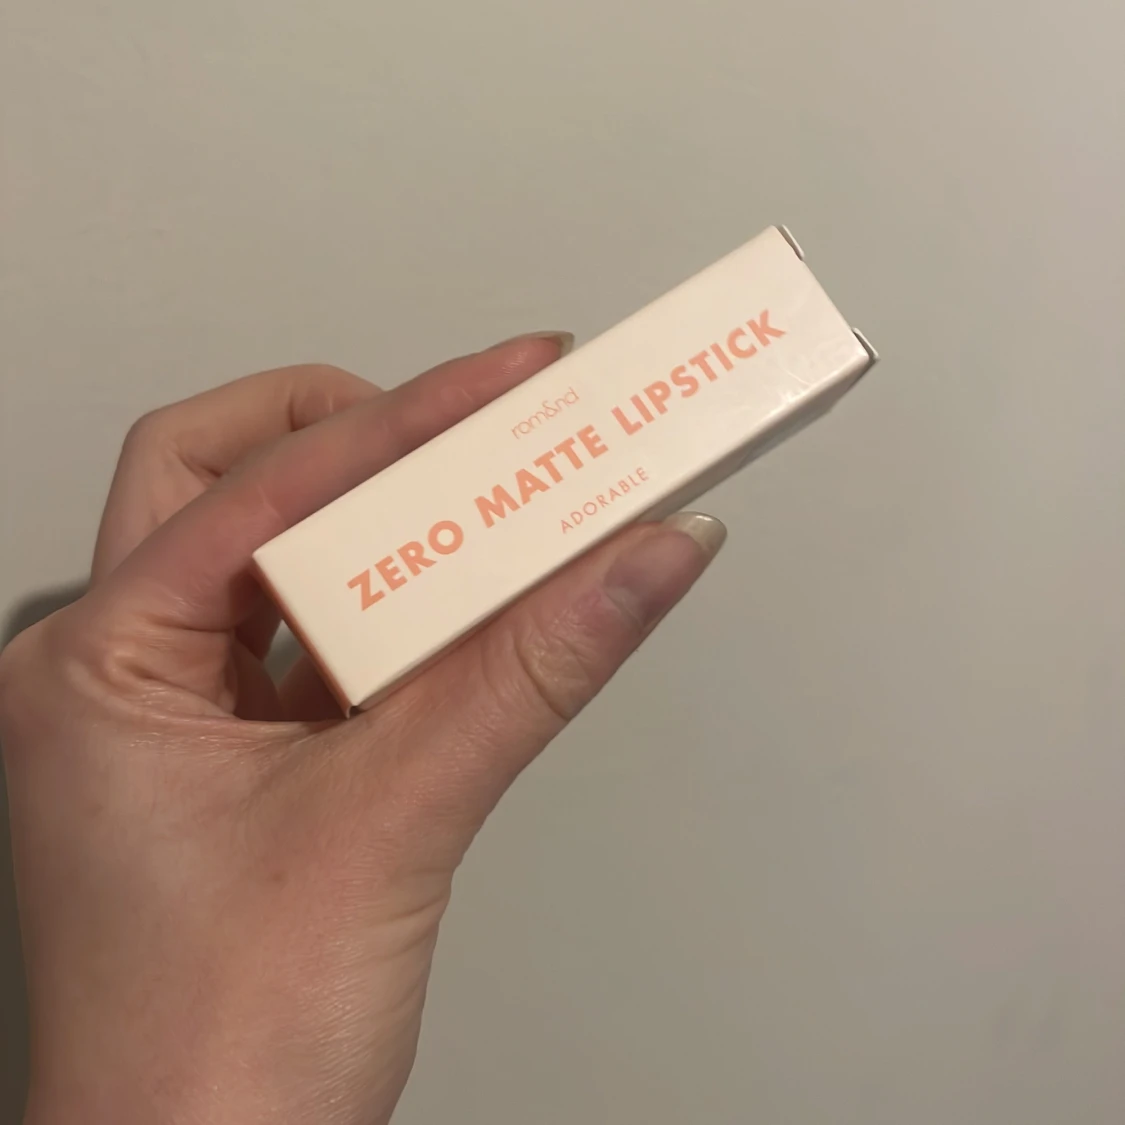 rom&nd
ZERO MATTE LIPSTICK
ADORABLE